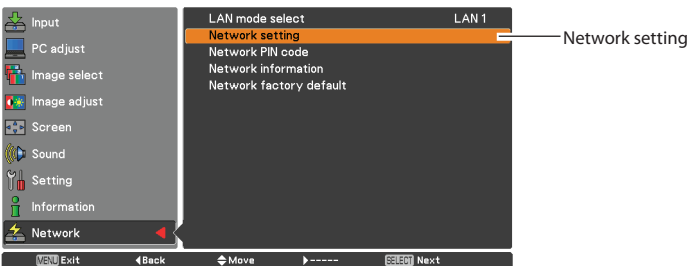 Input
PC adjust
Image select
Image adjust
Screen
Sound
Setting
Information
Network
LAN mode select LAN 1
Network setting
Network PIN code
Network information
Network factory default
Network setting
MENU Exit ◀Back Move ▶----- SELECT Next